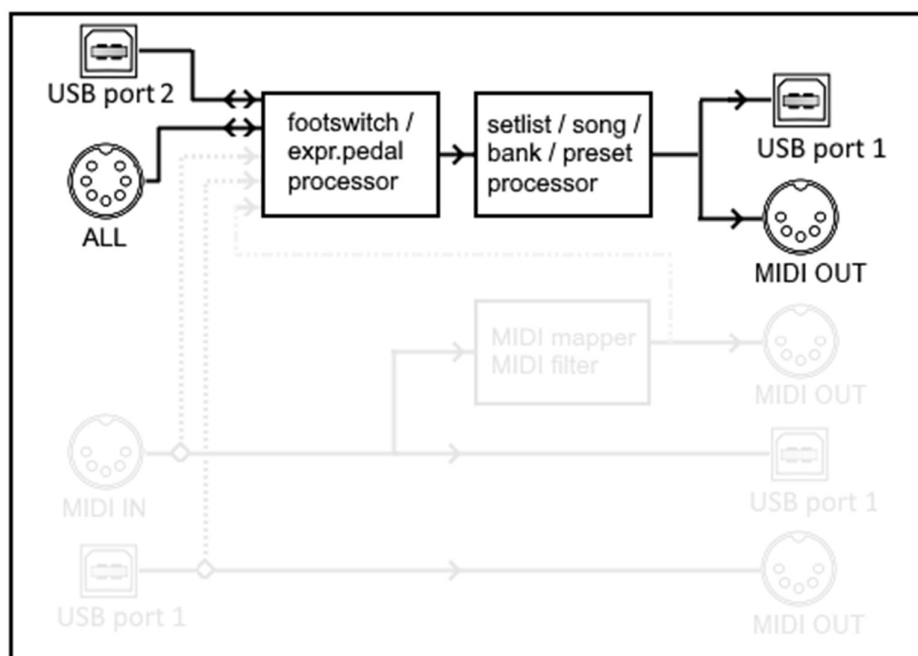 USB port 2
ALL
footswitch /
expr.pedal
processor
setlist / song /
bank / preset
processor
USB port 1
MIDI OUT
MIDI mapper
MIDI filter
MIDI OUT
MIDI IN
USB port 1
USB port 1
MIDI OUT